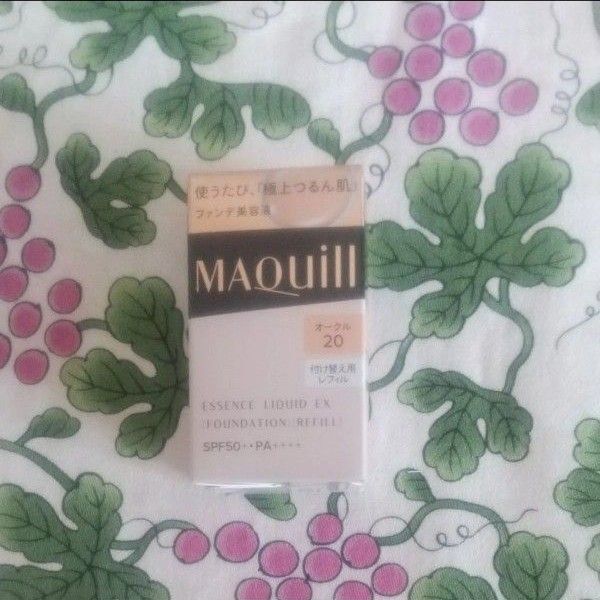 使うたび、「極上つるん肌」
ファンデ美容液
MAQuill
オークル
20
付け替え用
レフィル
ESSENCE LIQUID EX
FOUNDATION (REFILL)
SPF50+・PA++++